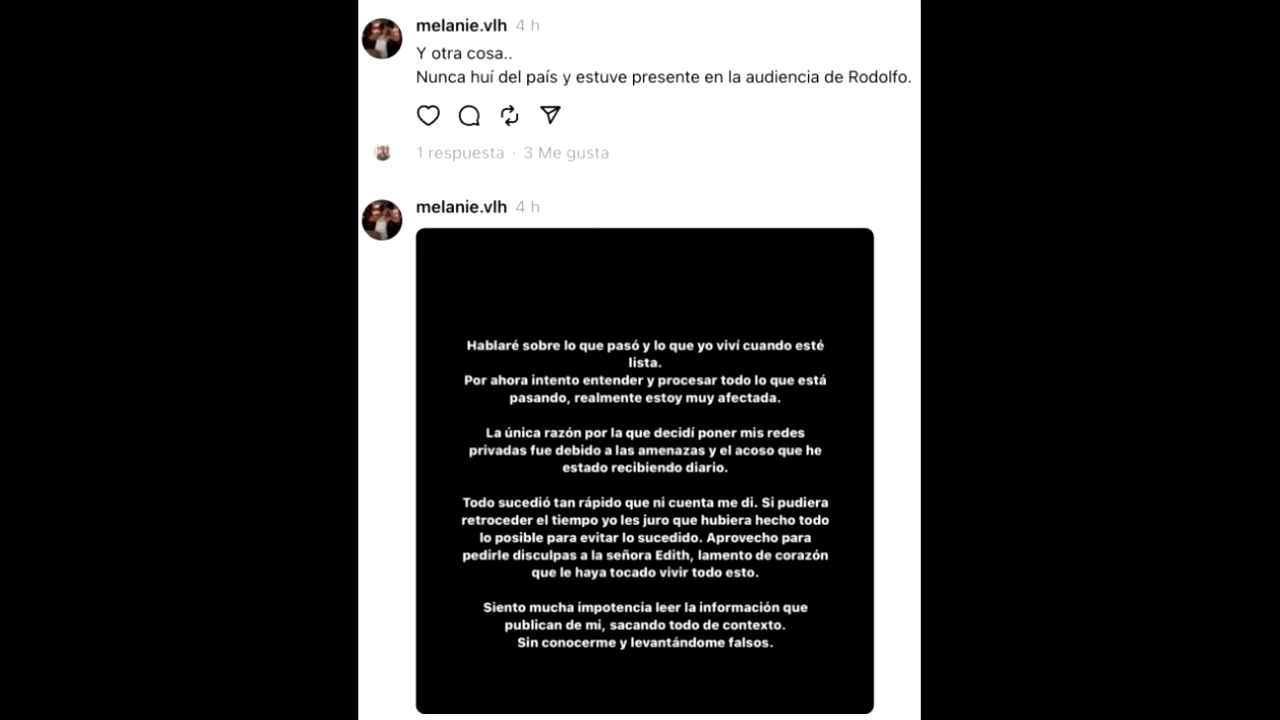 melanie.vlh 4 h
Y otra cosa..
Nunca huí del país y estuve presente en la audiencia de Rodolfo.
1 respuesta · 3 Me gusta
melanie.vlh 4 h
Hablaré sobre lo que pasó y lo que yo viví cuando esté
lista.
Por ahora intento entender y procesar todo lo que está
pasando, realmente estoy muy afectada.
La única razón por la que decidí poner mis redes
privadas fue debido a las amenazas y el acoso que he
estado recibiendo diario.
Todo sucedió tan rápido que ni cuenta me di. Si pudiera
retroceder el tiempo yo les juro que hubiera hecho todo
lo posible para evitar lo sucedido. Aprovecho para
pedirle disculpas a la señora Edith, lamento de corazón
que le haya tocado vivir todo esto.
Siento mucha impotencia leer la información que
publican de mi, sacando todo de contexto.
Sin conocerme y levantándome falsos.